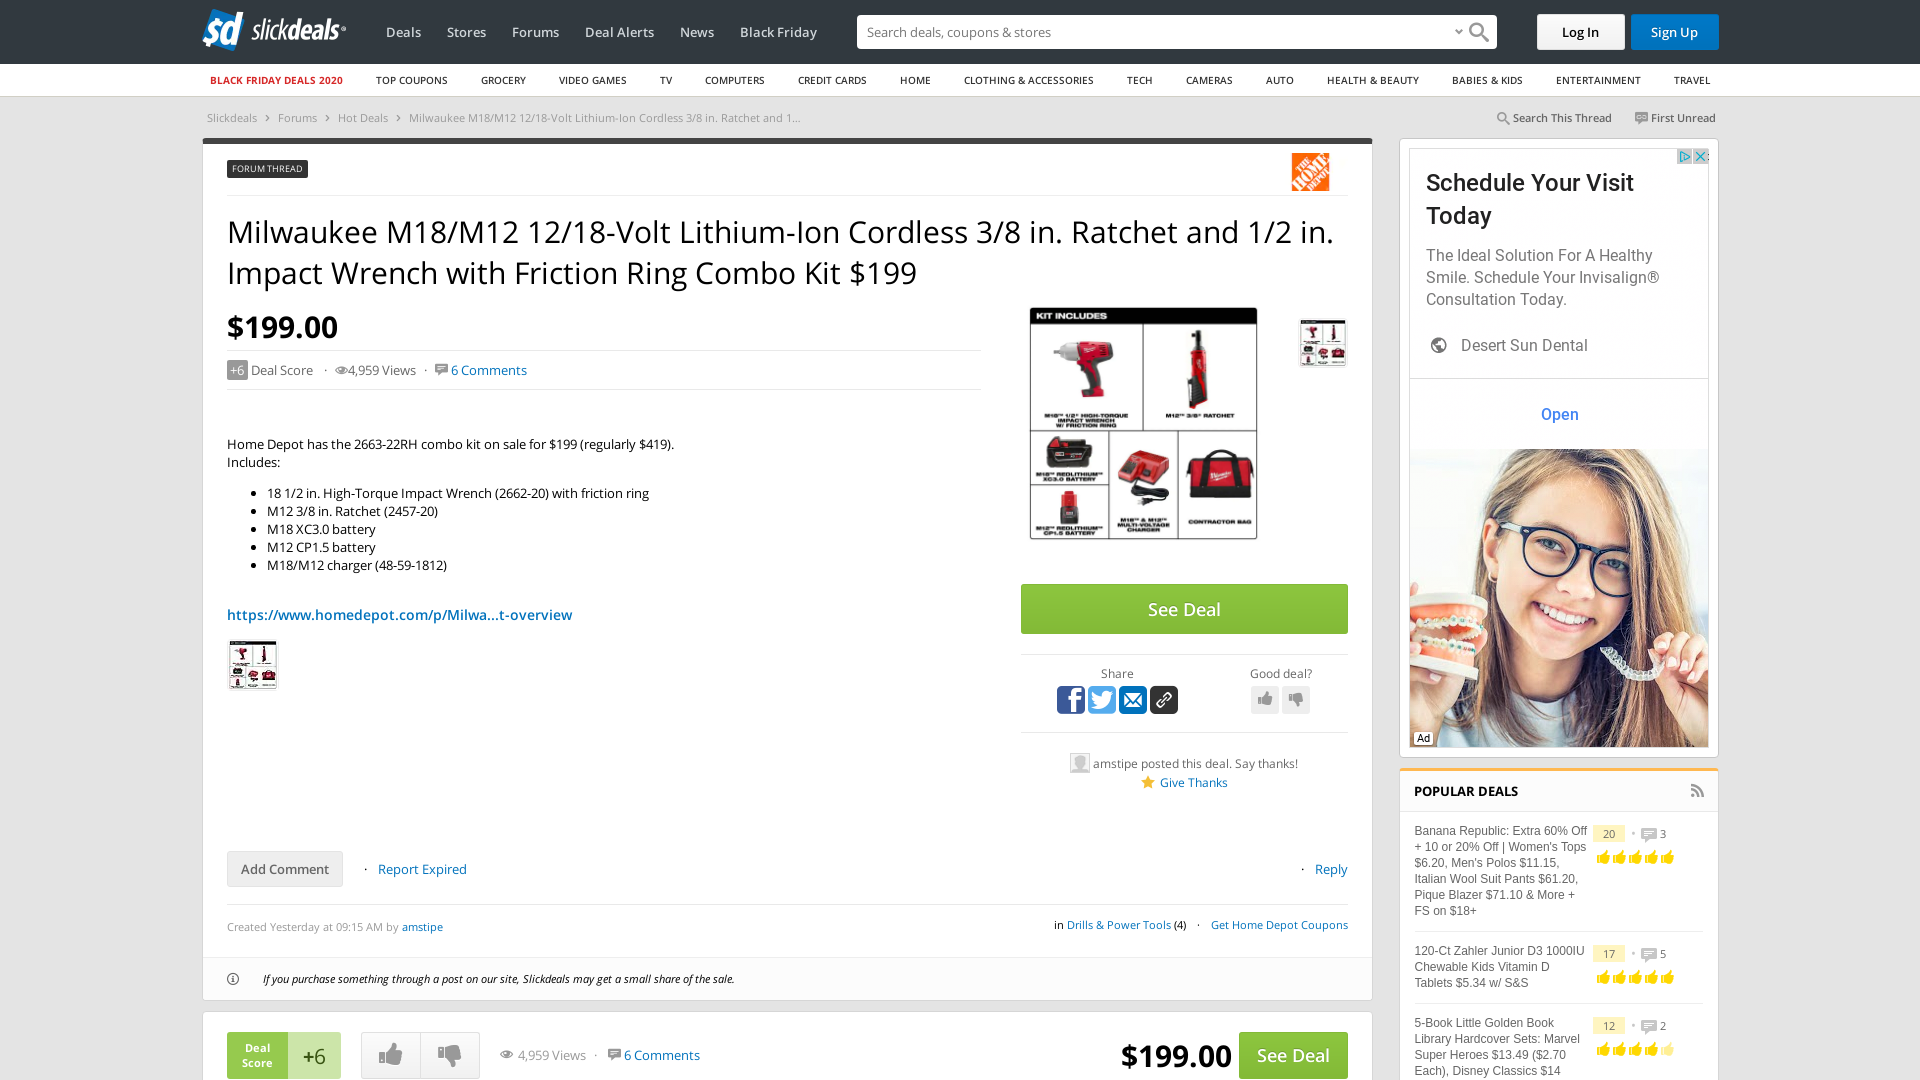 slickdeals
Deals
Stores
Forums
Deal Alerts
News
Black Friday
Search deals, coupons & stores
Log In
Sign Up
BLACK FRIDAY DEALS 2020
TOP COUPONS
GROCERY
VIDEO GAMES
TV
COMPUTERS
CREDIT CARDS
HOME
CLOTHING & ACCESSORIES
TECH
CAMERAS
AUTO
HEALTH & BEAUTY
BABIES & KIDS
ENTERTAINMENT
TRAVEL
Slickdeals › Forums › Hot Deals › Milwaukee M18/M12 12/18-Volt Lithium-Ion Cordless 3/8 in. Ratchet and 1...
Search This Thread
First Unread
FORUM THREAD
THE HOME DEPOT
Milwaukee M18/M12 12/18-Volt Lithium-Ion Cordless 3/8 in. Ratchet and 1/2 in.
Impact Wrench with Friction Ring Combo Kit $199
$199.00
+6 Deal Score · 4,959 Views · 6 Comments
Home Depot has the 2663-22RH combo kit on sale for $199 (regularly $419).
Includes:
• 18 1/2 in. High-Torque Impact Wrench (2662-20) with friction ring
• M12 3/8 in. Ratchet (2457-20)
• M18 XC3.0 battery
• M12 CP1.5 battery
• M18/M12 charger (48-59-1812)
https://www.homedepot.com/p/Milwa...t-overview
KIT INCLUDES
M18™ 1/2" HIGH-TORQUE
IMPACT WRENCH
W/ FRICTION RING
M12™ 3/8" RATCHET
M18™ REDLITHIUM™
XC3.0 BATTERY
M12™ REDLITHIUM™
CP1.5 BATTERY
M18™ & M12™
MULTI-VOLTAGE
CHARGER
CONTRACTOR BAG
See Deal
Share
Good deal?
amstipe posted this deal. Say thanks!
Give Thanks
Add Comment
· Report Expired
· Reply
Created Yesterday at 09:15 AM by amstipe
in Drills & Power Tools (4) · Get Home Depot Coupons
If you purchase something through a post on our site, Slickdeals may get a small share of the sale.
Deal
Score
+6
4,959 Views · 6 Comments
$199.00
See Deal
Schedule Your Visit
Today
The Ideal Solution For A Healthy
Smile. Schedule Your Invisalign®
Consultation Today.
Desert Sun Dental
Open
Ad
POPULAR DEALS
Banana Republic: Extra 60% Off
+ 10 or 20% Off | Women's Tops
$6.20, Men's Polos $11.15,
Italian Wool Suit Pants $61.20,
Pique Blazer $71.10 & More +
FS on $18+
20 • 3
120-Ct Zahler Junior D3 1000IU
Chewable Kids Vitamin D
Tablets $5.34 w/ S&S
17 • 5
5-Book Little Golden Book
Library Hardcover Sets: Marvel
Super Heroes $13.49 ($2.70
Each), Disney Classics $14
12 • 2